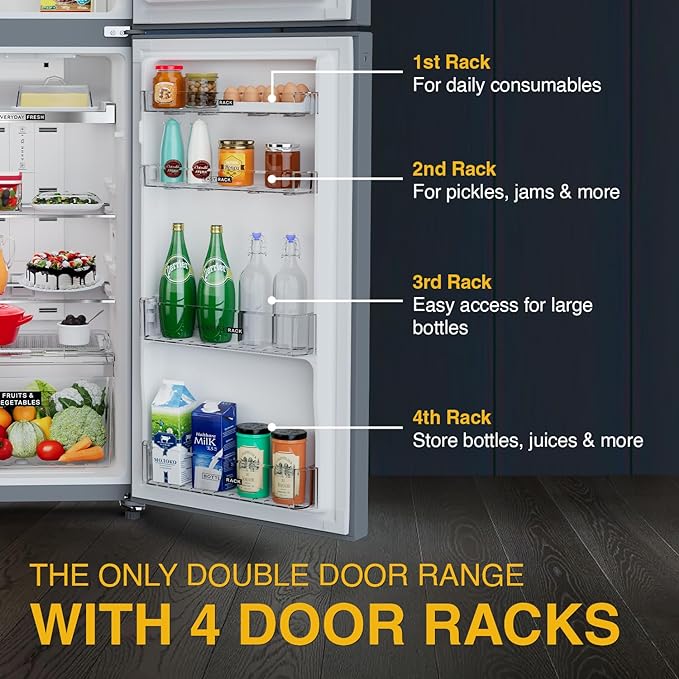 1st Rack
For daily consumables
RACK
EVERYDAY FRESH
2nd Rack
For pickles, jams & more
RACK
3rd Rack
Easy access for large
bottles
perrier
perrier
RACK
FRUITS &
VEGETABLES
4th Rack
Store bottles, juices & more
MILK
RACK
THE ONLY DOUBLE DOOR RANGE
WITH 4 DOOR RACKS